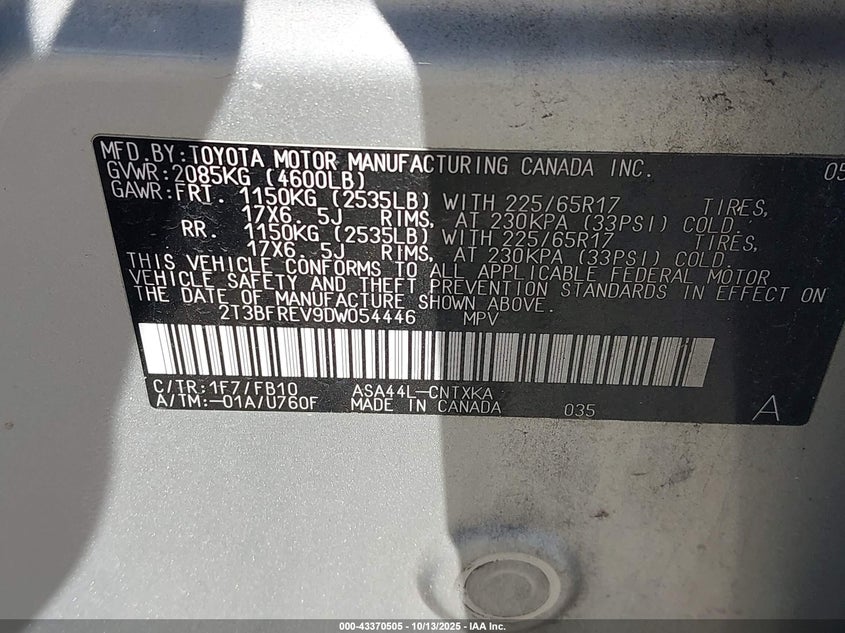 MFD.BY:TOYOTA MOTOR MANUFACTURING CANADA INC. 05
GVWR:2085KG (4600LB)
GAWR:FRT. 1150KG (2535LB) WITH 225/65R17 TIRES,
17X6.5J RIMS, AT 230KPA (33PSI) COLD.
RR. 1150KG (2535LB) WITH 225/65R17 TIRES,
17X6.5J RIMS, AT 230KPA (33PSI) COLD.
THIS VEHICLE CONFORMS TO ALL APPLICABLE FEDERAL MOTOR
VEHICLE SAFETY AND THEFT PREVENTION STANDARDS IN EFFECT ON
THE DATE OF MANUFACTURE SHOWN ABOVE.
2T3BFREV9DW054446 MPV
C/TR:1F7/FB10 ASA44L-CNTXKA
A/TM:-01A/U760F MADE IN CANADA 035 A
000-43370505 - 10/13/2025 - IAA Inc.